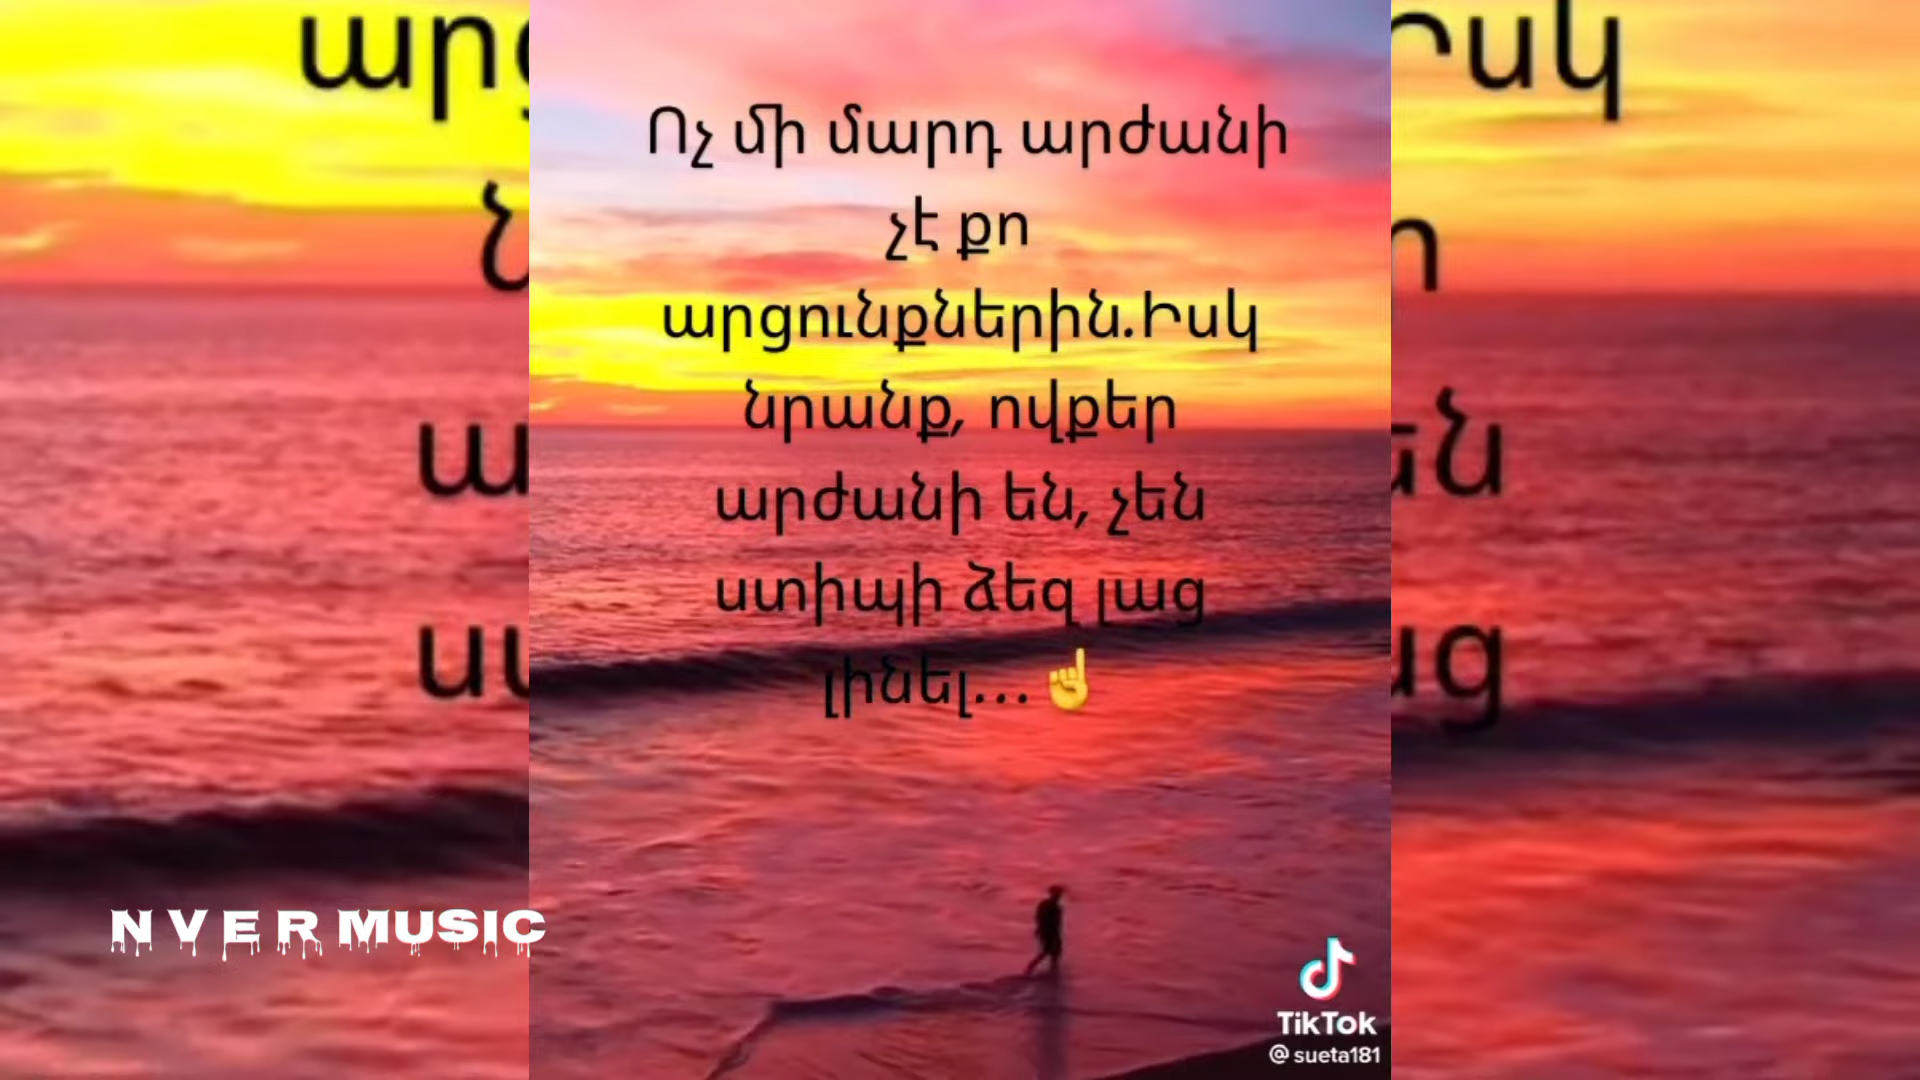 Ոչ մի մարդ արժանի
չէ քո
արցունքներին.Իսկ
նրանք, ովքեր
արժանի են, չեն
ստիպի ձեզ լաց
լինել...☝
N V E R MUSIC
TikTok
@sueta181